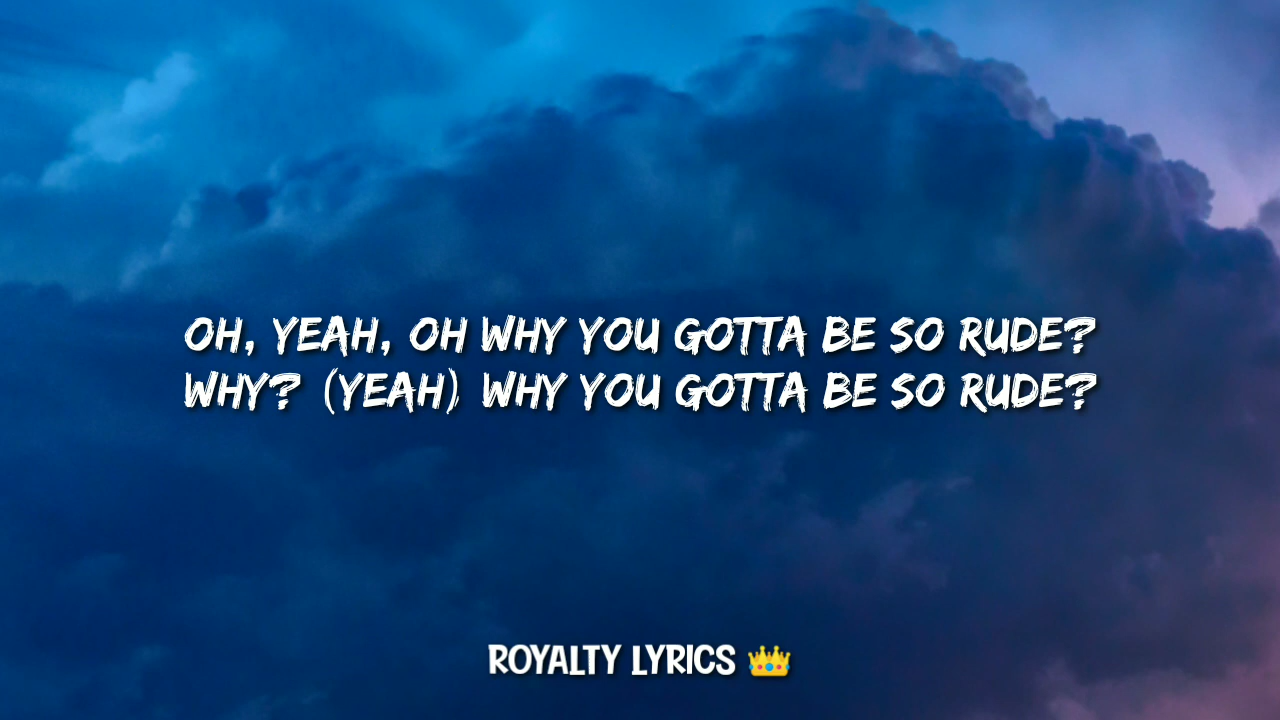 OH, YEAH, OH WHY YOU GOTTA BE SO RUDE?
WHY? (YEAH) WHY YOU GOTTA BE SO RUDE?
ROYALTY LYRICS 👑